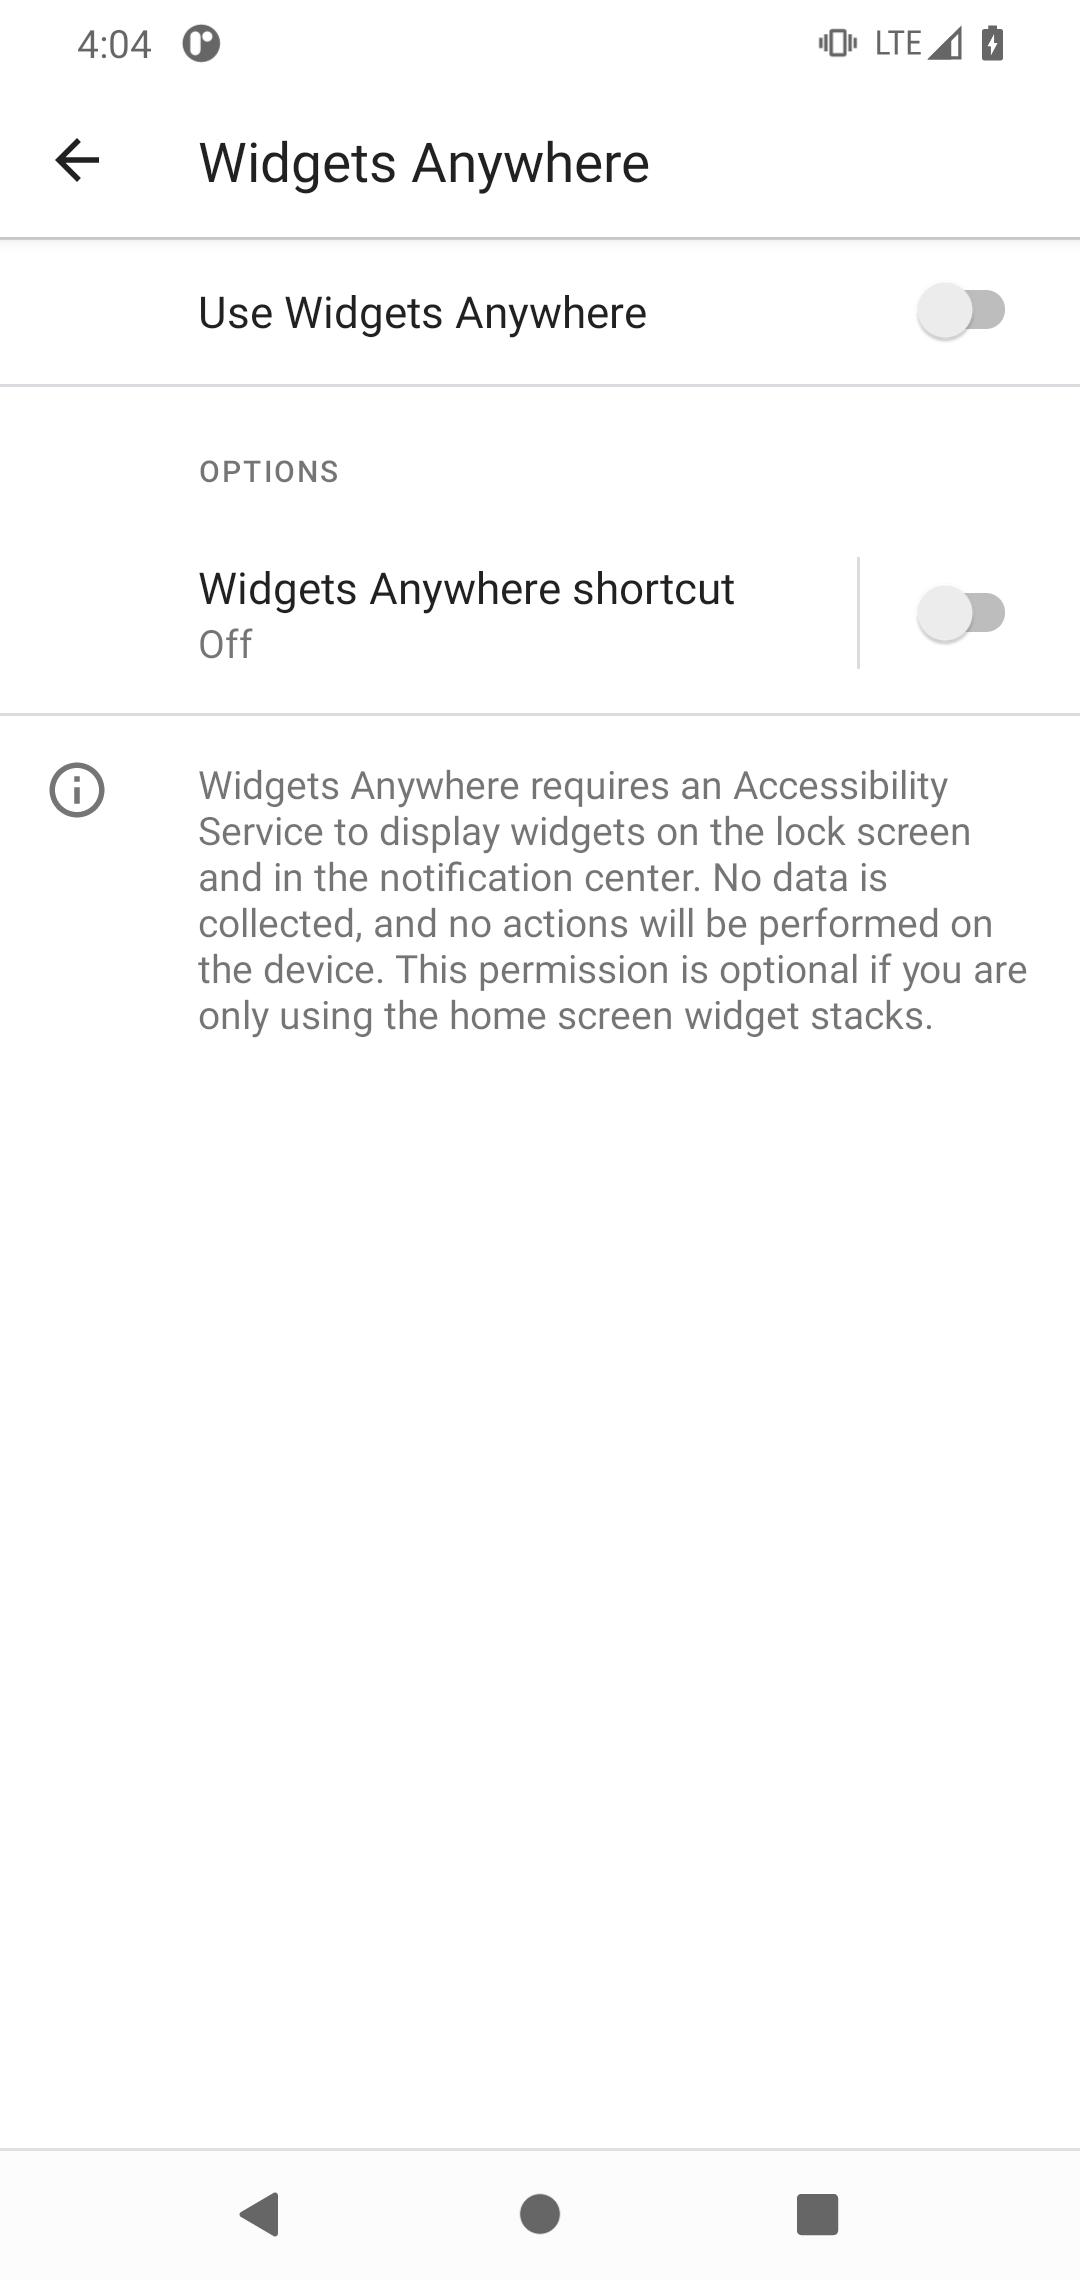 4:04
LTE
Widgets Anywhere
Use Widgets Anywhere
OPTIONS
Widgets Anywhere shortcut
Off
Widgets Anywhere requires an Accessibility
Service to display widgets on the lock screen
and in the notification center. No data is
collected, and no actions will be performed on
the device. This permission is optional if you are
only using the home screen widget stacks.